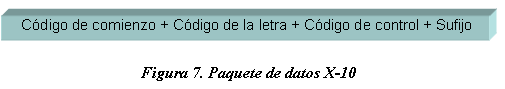 Código de comienzo + Código de la letra + Código de control + Sufijo
Figura 7. Paquete de datos X-10